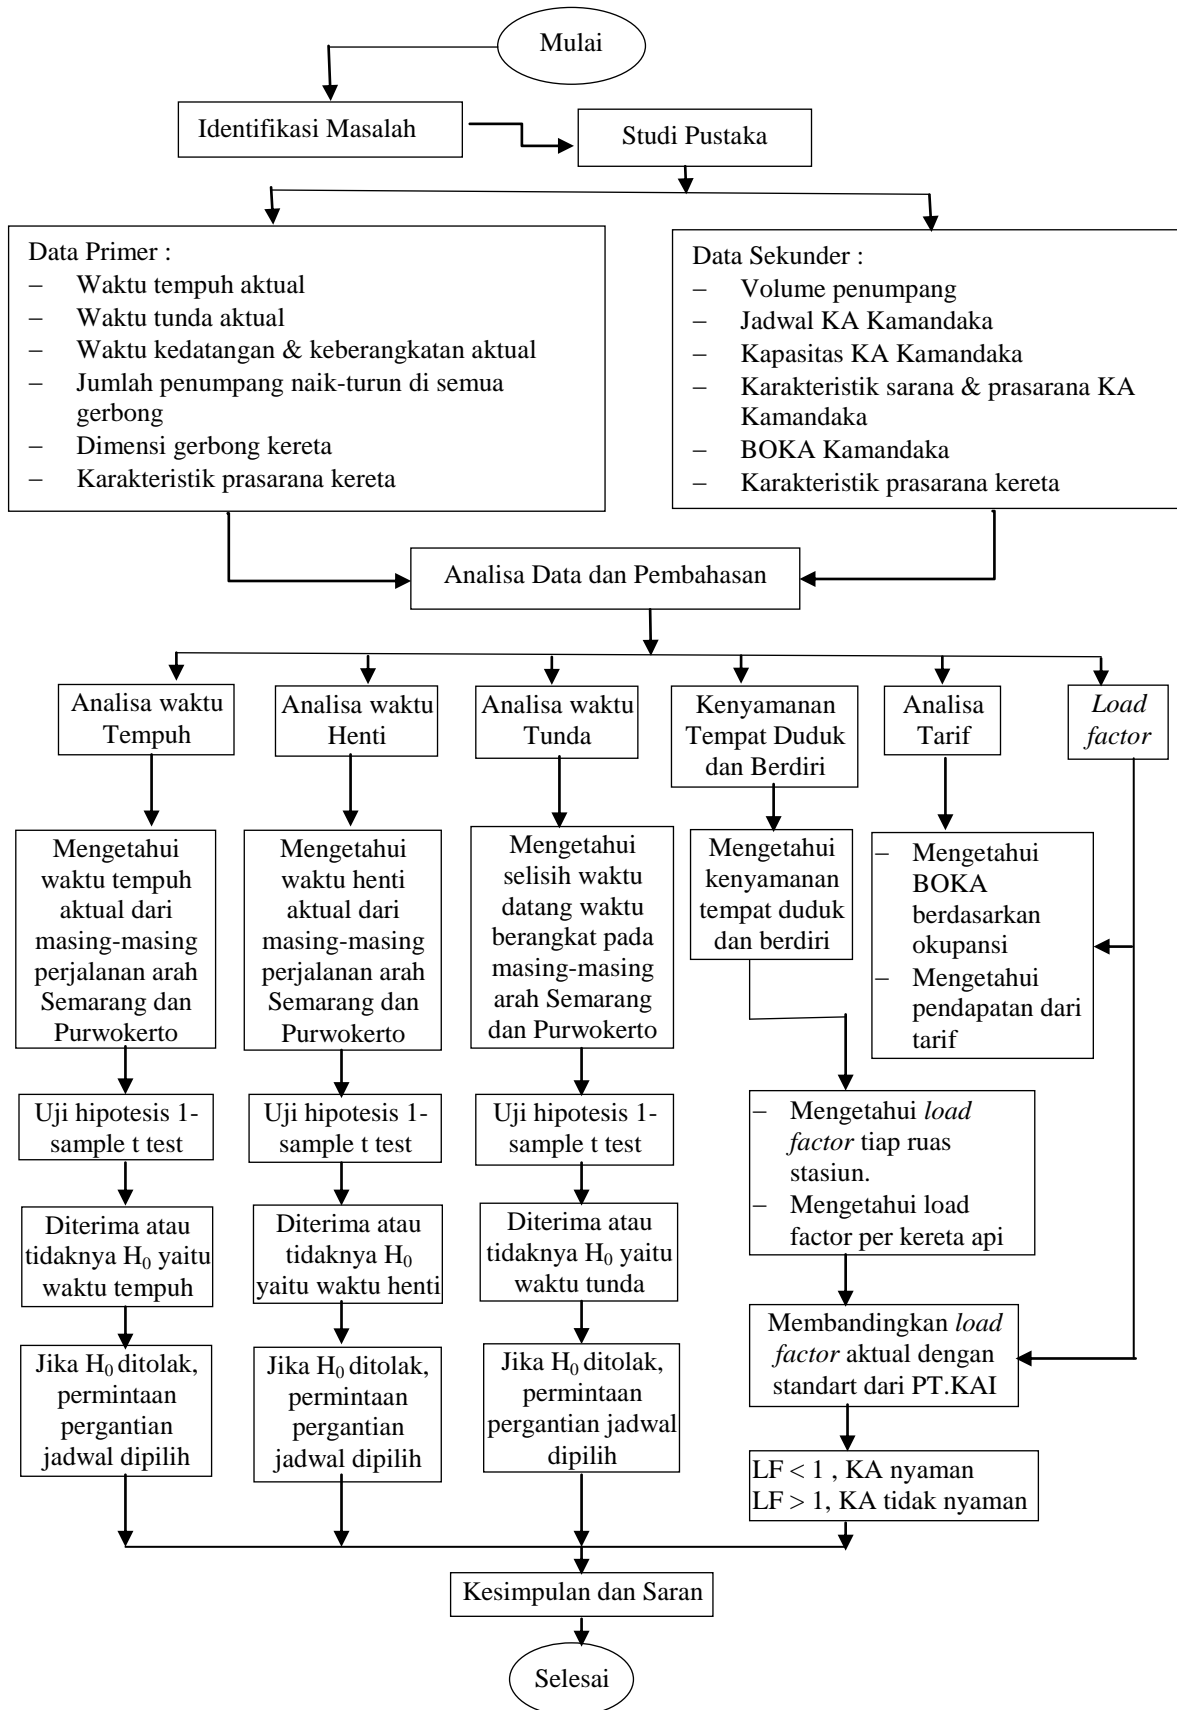 Mulai
Identifikasi Masalah
Studi Pustaka
Data Primer :
– Waktu tempuh aktual
– Waktu tunda aktual
– Waktu kedatangan & keberangkatan aktual
– Jumlah penumpang naik-turun di semua
gerbong
– Dimensi gerbong kereta
– Karakteristik prasarana kereta
Data Sekunder :
– Volume penumpang
– Jadwal KA Kamandaka
– Kapasitas KA Kamandaka
– Karakteristik sarana & prasarana KA
Kamandaka
– BOKA Kamandaka
– Karakteristik prasarana kereta
Analisa Data dan Pembahasan
Analisa waktu
Tempuh
Analisa waktu
Henti
Analisa waktu
Tunda
Kenyamanan
Tempat Duduk
dan Berdiri
Analisa
Tarif
Load
factor
Mengetahui
waktu tempuh
aktual dari
masing-masing
perjalanan arah
Semarang dan
Purwokerto
Mengetahui
waktu henti
aktual dari
masing-masing
perjalanan arah
Semarang dan
Purwokerto
Mengetahui
selisih waktu
datang waktu
berangkat pada
masing-masing
arah Semarang
dan Purwokerto
Mengetahui
kenyamanan
tempat duduk
dan berdiri
– Mengetahui
BOKA
berdasarkan
okupansi
– Mengetahui
pendapatan dari
tarif
Uji hipotesis 1-
sample t test
Uji hipotesis 1-
sample t test
Uji hipotesis 1-
sample t test
– Mengetahui load
factor tiap ruas
stasiun.
– Mengetahui load
factor per kereta api
Diterima atau
tidaknya H₀ yaitu
waktu tempuh
Diterima atau
tidaknya H₀
yaitu waktu henti
Diterima atau
tidaknya H₀ yaitu
waktu tunda
Membandingkan load
factor aktual dengan
standart dari PT.KAI
Jika H₀ ditolak,
permintaan
pergantian
jadwal dipilih
Jika H₀ ditolak,
permintaan
pergantian
jadwal dipilih
Jika H₀ ditolak,
permintaan
pergantian jadwal
dipilih
LF < 1 , KA nyaman
LF > 1, KA tidak nyaman
Kesimpulan dan Saran
Selesai